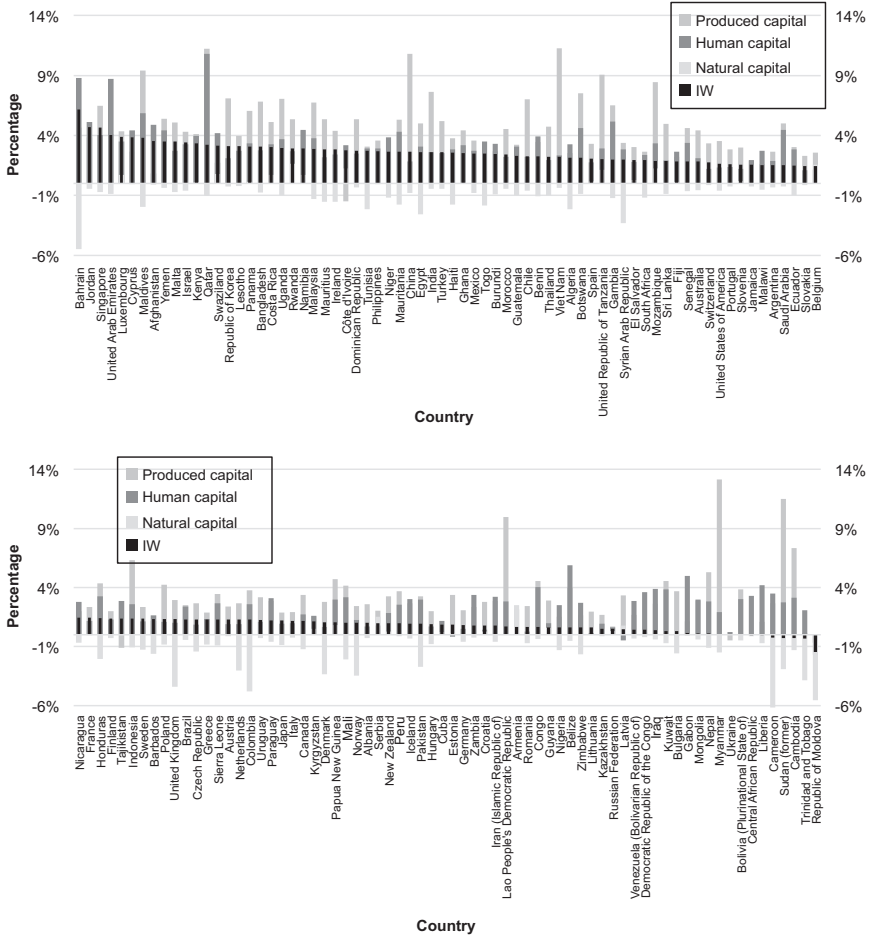 14%
9%
4%
-1%
-6%
Percentage
14%
9%
4%
-1%
-6%
Produced capital
Human capital
Natural capital
IW
Bahrain
Jordan
Singapore
United Arab Emirates
Luxembourg
Cyprus
Maldives
Afghanistan
Yemen
Malta
Israel
Kenya
Qatar
Swaziland
Republic of Korea
Lesotho
Panama
Bangladesh
Costa Rica
Uganda
Rwanda
Namibia
Malaysia
Mauritius
Ireland
Côte d'Ivoire
Dominican Republic
Tunisia
Philippines
Niger
Mauritania
China
Egypt
India
Turkey
Haiti
Ghana
Mexico
Togo
Burundi
Morocco
Guatemala
Chile
Benin
Thailand
Viet Nam
Algeria
Botswana
Spain
United Republic of Tanzania
Gambia
Syrian Arab Republic
El Salvador
South Africa
Mozambique
Sri Lanka
Fiji
Senegal
Australia
Switzerland
United States of America
Portugal
Slovenia
Jamaica
Malawi
Argentina
Saudi Arabia
Ecuador
Slovakia
Belgium
Country
14%
9%
4%
-1%
-6%
Percentage
14%
9%
4%
-1%
-6%
Produced capital
Human capital
Natural capital
IW
Nicaragua
France
Honduras
Finland
Tajikistan
Indonesia
Sweden
Barbados
Poland
United Kingdom
Brazil
Czech Republic
Greece
Sierra Leone
Austria
Netherlands
Colombia
Uruguay
Paraguay
Japan
Italy
Canada
Kyrgyzstan
Denmark
Papua New Guinea
Mali
Norway
Albania
Serbia
New Zealand
Peru
Iceland
Pakistan
Hungary
Cuba
Estonia
Germany
Zambia
Croatia
Iran (Islamic Republic of)
Lao People's Democratic Republic
Armenia
Romania
Congo
Guyana
Nigeria
Belize
Zimbabwe
Lithuania
Kazakhstan
Russian Federation
Latvia
Venezuela (Bolivarian Republic of)
Democratic Republic of the Congo
Iraq
Kuwait
Bulgaria
Gabon
Mongolia
Nepal
Myanmar
Ukraine
Bolivia (Plurinational State of)
Central African Republic
Liberia
Cameroon
Sudan (former)
Cambodia
Trinidad and Tobago
Republic of Moldova
Country